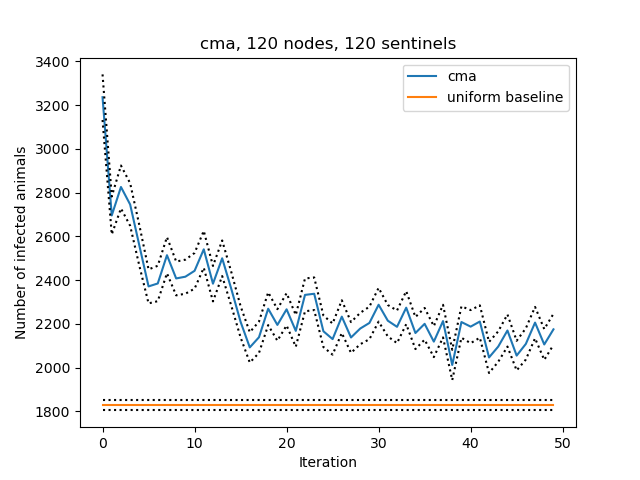 cma, 120 nodes, 120 sentinels
cma
uniform baseline
3400
3200
3000
2800
2600
2400
2200
2000
1800
Number of infected animals
0 10 20 30 40 50
Iteration